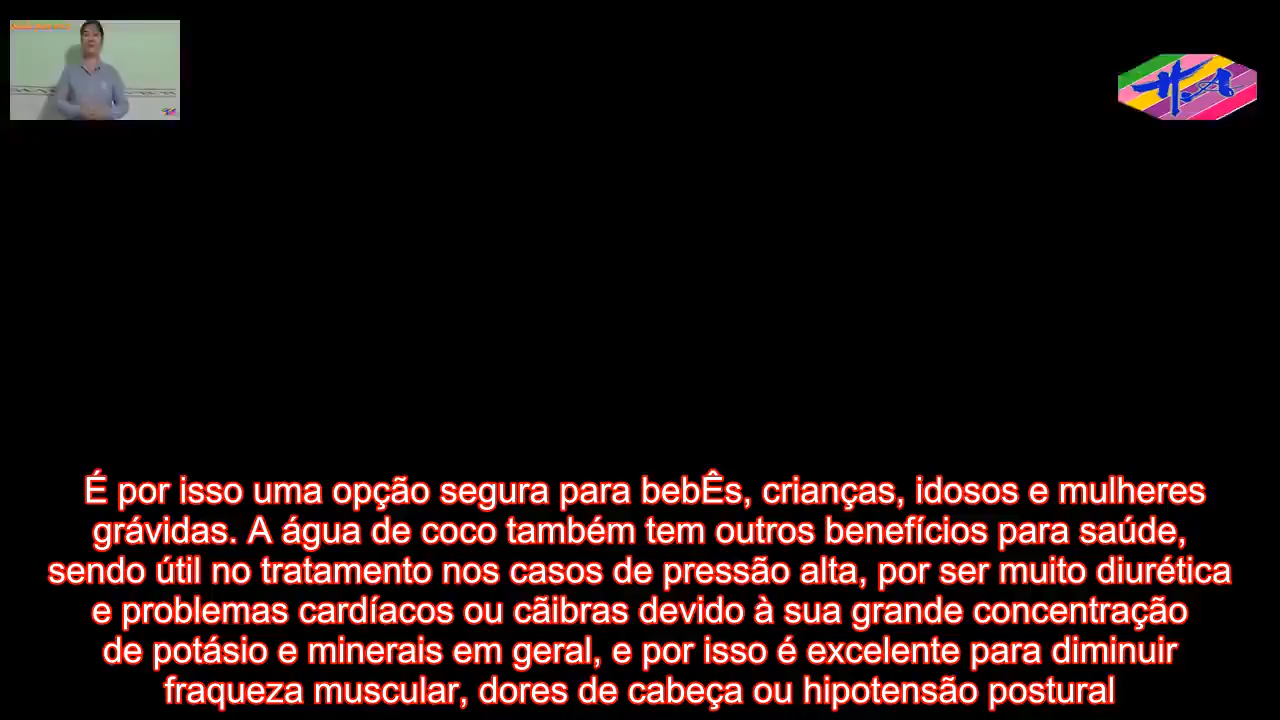 É por isso uma opção segura para bebÊs, crianças, idosos e mulheres
grávidas. A água de coco também tem outros benefícios para saúde,
sendo útil no tratamento nos casos de pressão alta, por ser muito diurética
e problemas cardíacos ou cãibras devido à sua grande concentração
de potásio e minerais em geral, e por isso é excelente para diminuir
fraqueza muscular, dores de cabeça ou hipotensão postural